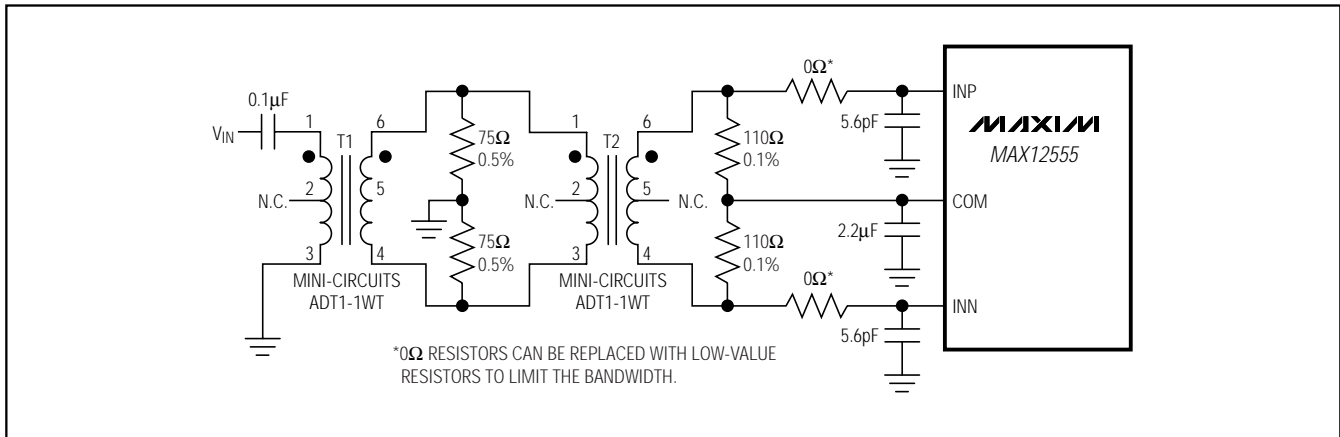 0.1µF
V_IN
1
6
N.C.
2
T1
5
3
4
MINI-CIRCUITS
ADT1-1WT
75Ω
0.5%
75Ω
0.5%
1
6
N.C.
2
T2
5
N.C.
3
4
MINI-CIRCUITS
ADT1-1WT
110Ω
0.1%
110Ω
0.1%
0Ω*
5.6pF
2.2µF
0Ω*
5.6pF
INP
MAXIM
MAX12555
COM
INN
*0Ω RESISTORS CAN BE REPLACED WITH LOW-VALUE
RESISTORS TO LIMIT THE BANDWIDTH.